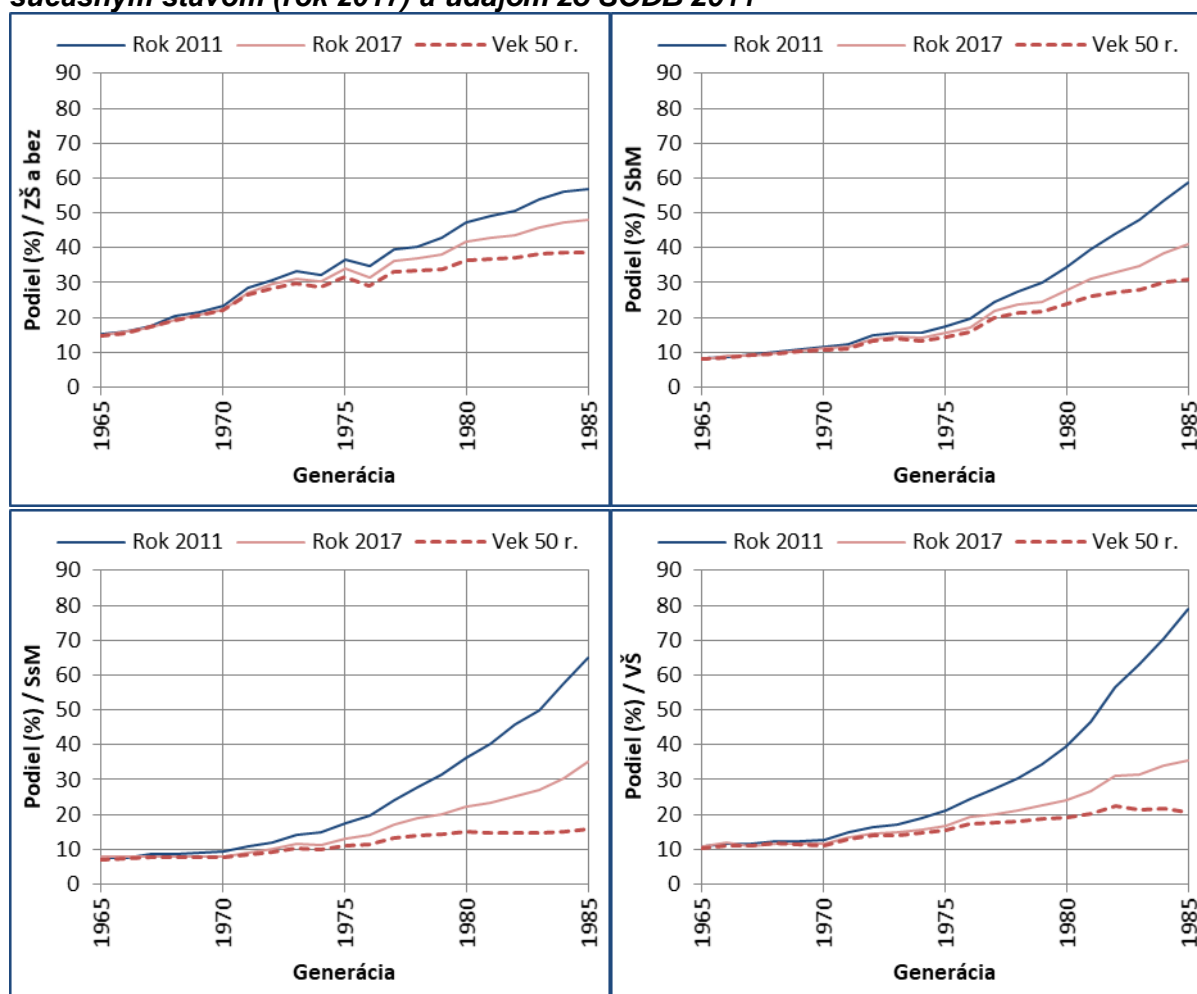 súčasným stavom (rok 2017) a údajom zo SODB 2011
Rok 2011 Rok 2017 Vek 50 r.
90
80
70
60
50
40
30
20
10
0
Podiel (%) / ZŠ a bez
1965 1970 1975 1980 1985
Generácia
Rok 2011 Rok 2017 Vek 50 r.
90
80
70
60
50
40
30
20
10
0
Podiel (%) / SbM
1965 1970 1975 1980 1985
Generácia
Rok 2011 Rok 2017 Vek 50 r.
90
80
70
60
50
40
30
20
10
0
Podiel (%) / SsM
1965 1970 1975 1980 1985
Generácia
Rok 2011 Rok 2017 Vek 50 r.
90
80
70
60
50
40
30
20
10
0
Podiel (%) / VŠ
1965 1970 1975 1980 1985
Generácia